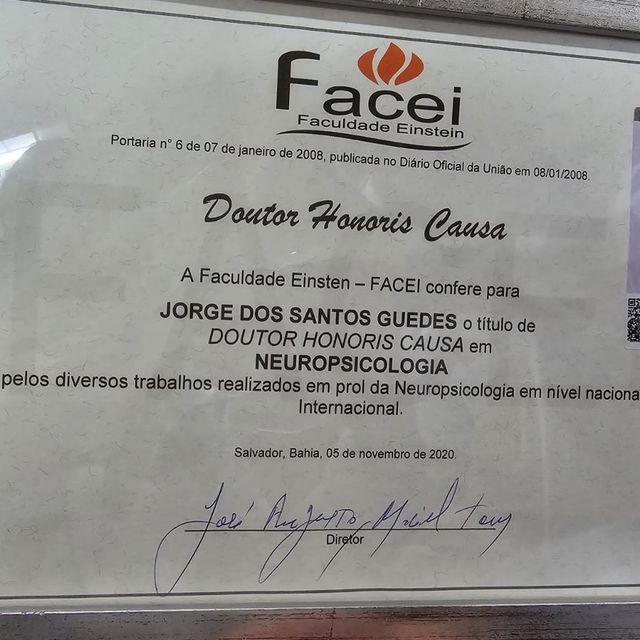 Facei
Faculdade Einstein
Portaria n° 6 de 07 de janeiro de 2008, publicada no Diário Oficial da União em 08/01/2008.
Doutor Honoris Causa
A Faculdade Einsten – FACEI confere para
JORGE DOS SANTOS GUEDES o título de
DOUTOR HONORIS CAUSA em
NEUROPSICOLOGIA
pelos diversos trabalhos realizados em prol da Neuropsicologia em nível naciona
Internacional.
Salvador, Bahia, 05 de novembro de 2020.
José Augusto
Diretor